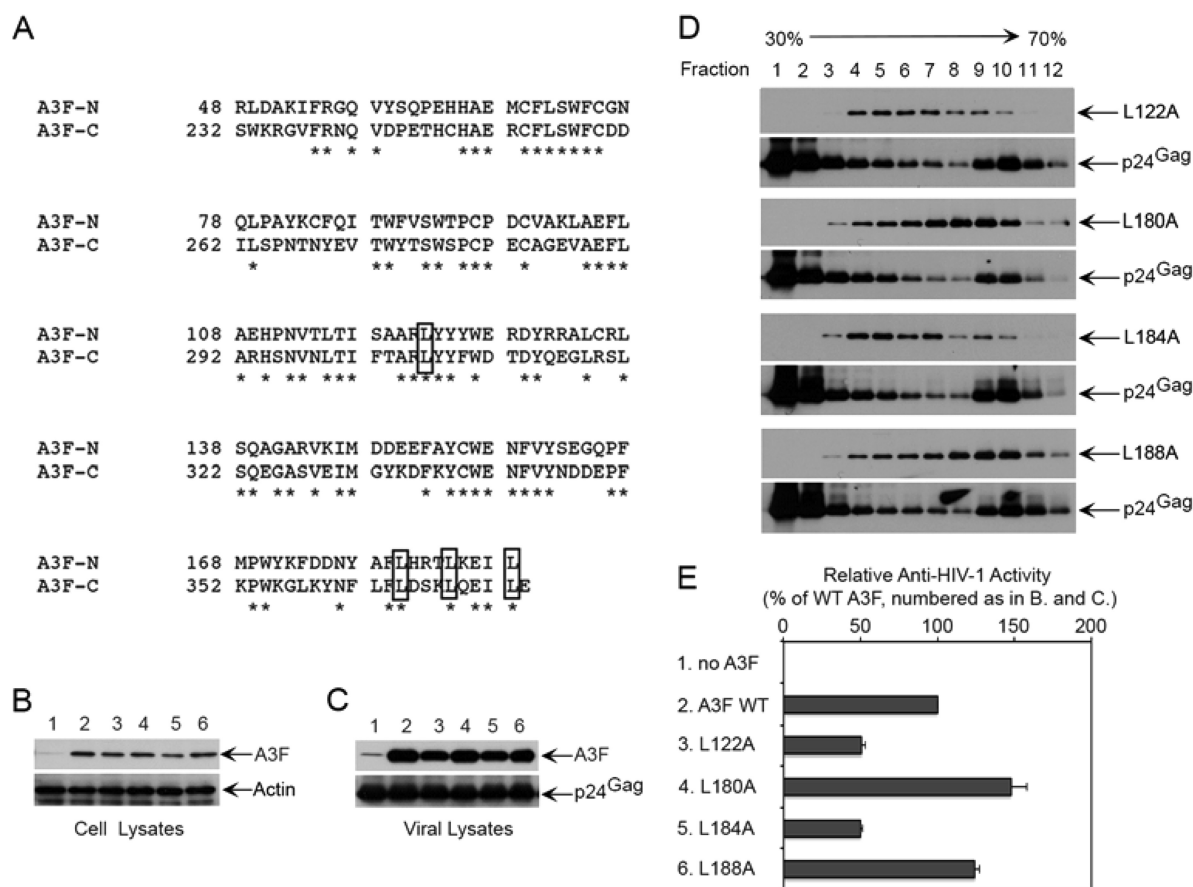 A
A3F-N 48 RLDAKIFRGQ VYSQPEHHAE MCFLSWFCGN
A3F-C 232 SWKRGVFRNQ VDPETHCHAE RCFLSWFCDD
** * * *** *******
A3F-N 78 QLPAYKCFQI TWFVSWTPCP DCVAKLAEFL
A3F-C 262 ILSPNTNYEV TWYTSWSPCP ECAGEVAEFL
* ** ** *** * ****
A3F-N 108 AEHPNVTLTI SAARLYYYWE RDYRRALCRL
A3F-C 292 ARHSNVNLTI FTARLYYFWD TDYQEGLRSL
* * ** *** ***** * ** * *
A3F-N 138 SQAGARVKIM DDEEFAYCWE NFVYSEGQPF
A3F-C 322 SQEGASVEIM GYKDFKYCWE NFVYNDDEPF
** ** * ** * **** **** **
A3F-N 168 MPWYKFDDNY AFLHRTLKEI L
A3F-C 352 KPWKGLKYNF LFLDSKLQEI LE
** * ** * ** *
B
1 2 3 4 5 6
A3F
Actin
Cell Lysates
C
1 2 3 4 5 6
A3F
p24Gag
Viral Lysates
D
30% 70%
Fraction 1 2 3 4 5 6 7 8 9 10 11 12
L122A
p24Gag
L180A
p24Gag
L184A
p24Gag
L188A
p24Gag
E
Relative Anti-HIV-1 Activity
(% of WT A3F, numbered as in B. and C.)
0 50 100 150 200
1. no A3F
2. A3F WT
3. L122A
4. L180A
5. L184A
6. L188A